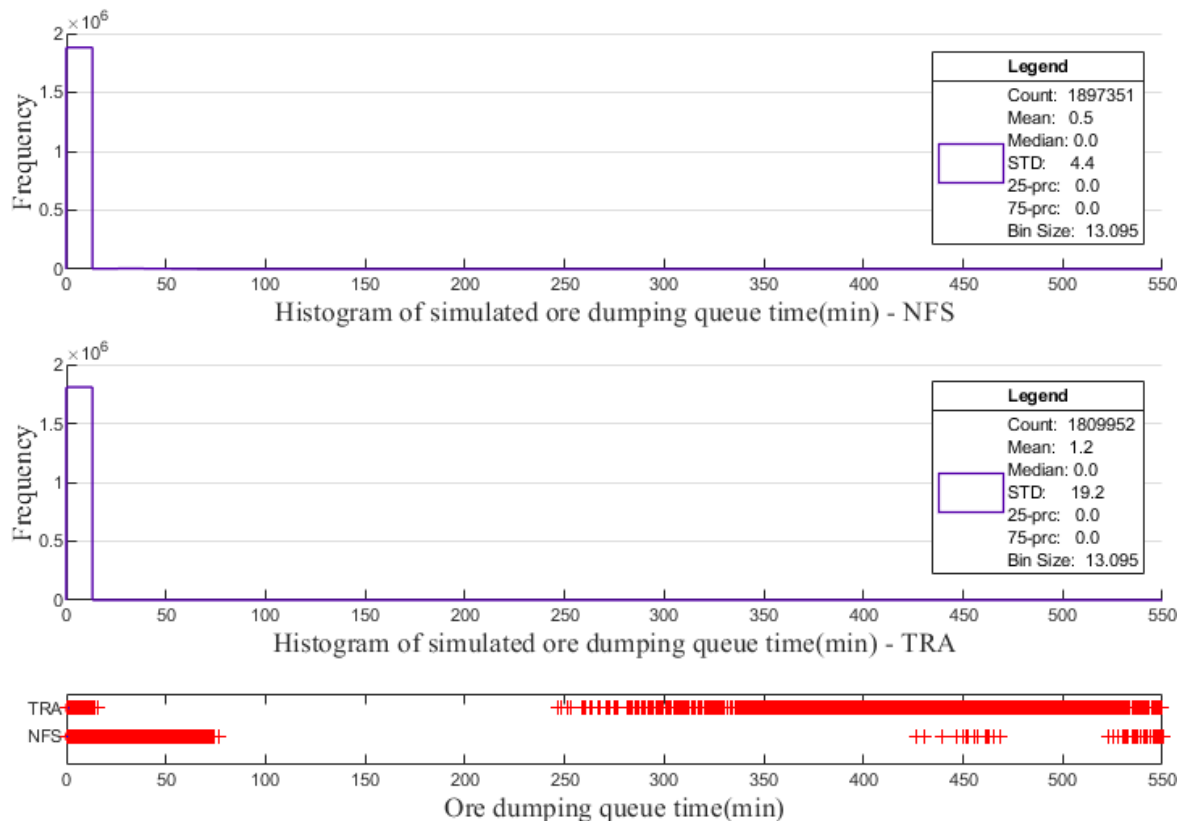 ×10⁶
2
1.5
1
0.5
0
Frequency
0 50 100 150 200 250 300 350 400 450 500 550
Histogram of simulated ore dumping queue time(min) - NFS
Legend
Count: 1897351
Mean: 0.5
Median: 0.0
STD: 4.4
25-prc: 0.0
75-prc: 0.0
Bin Size: 13.095
×10⁶
2
1.5
1
0.5
0
Frequency
0 50 100 150 200 250 300 350 400 450 500 550
Histogram of simulated ore dumping queue time(min) - TRA
Legend
Count: 1809952
Mean: 1.2
Median: 0.0
STD: 19.2
25-prc: 0.0
75-prc: 0.0
Bin Size: 13.095
TRA
NFS
0 50 100 150 200 250 300 350 400 450 500 550
Ore dumping queue time(min)